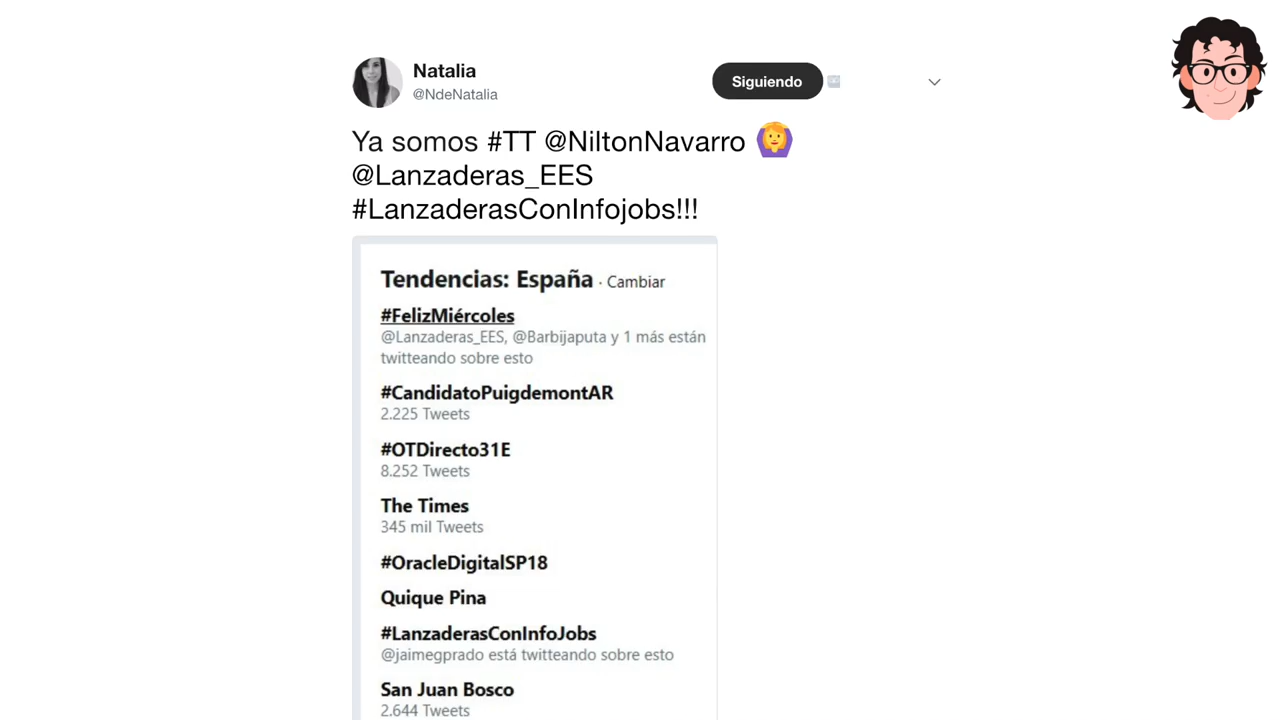 Natalia
@NdeNatalia
Siguiendo
Ya somos #TT @NiltonNavarro
@Lanzaderas_EES
#LanzaderasConInfojobs!!!
Tendencias: España · Cambiar
#FelizMiércoles
@Lanzaderas_EES, @Barbijaputa y 1 más están
twitteando sobre esto
#CandidatoPuigdemontAR
2.225 Tweets
#OTDirecto31E
8.252 Tweets
The Times
345 mil Tweets
#OracleDigitalSP18
Quique Pina
#LanzaderasConInfoJobs
@jaimegprado está twitteando sobre esto
San Juan Bosco
2.644 Tweets